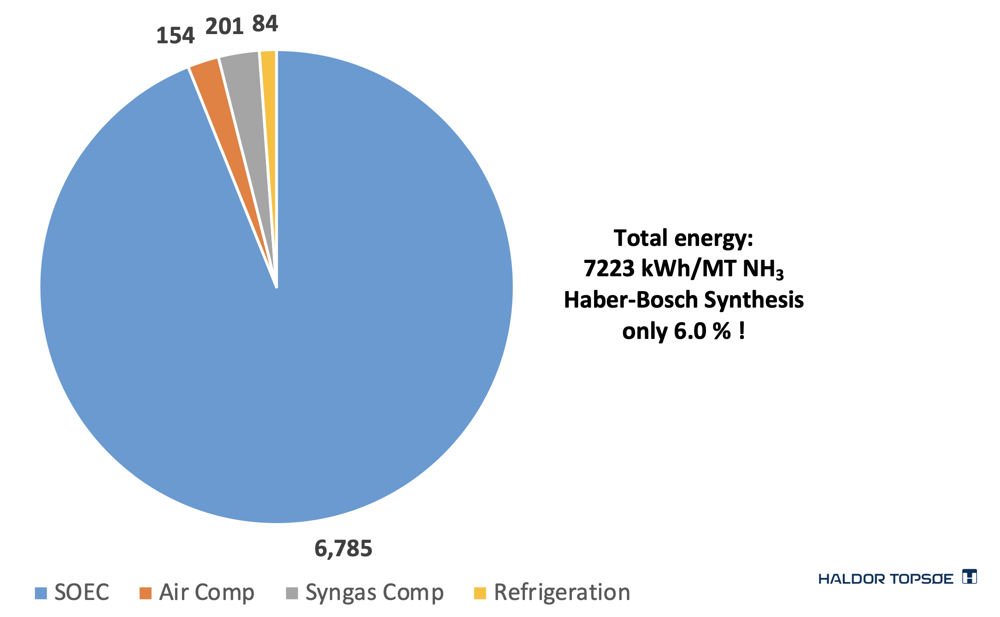 154
201
84
Total energy:
7223 kWh/MT NH₃
Haber-Bosch Synthesis
only 6.0 % !
6,785
SOEC
Air Comp
Syngas Comp
Refrigeration
HALDOR TOPSØE